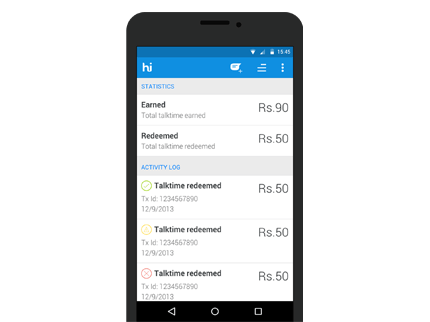 15:45
hi
STATISTICS
Earned Rs.90
Total talktime earned
Redeemed Rs.50
Total talktime redeemed
ACTIVITY LOG
Talktime redeemed Rs.50
Tx Id: 1234567890
12/9/2013
Talktime redeemed Rs.50
Tx Id: 1234567890
12/9/2013
Talktime redeemed Rs.50
Tx Id: 1234567890
12/9/2013